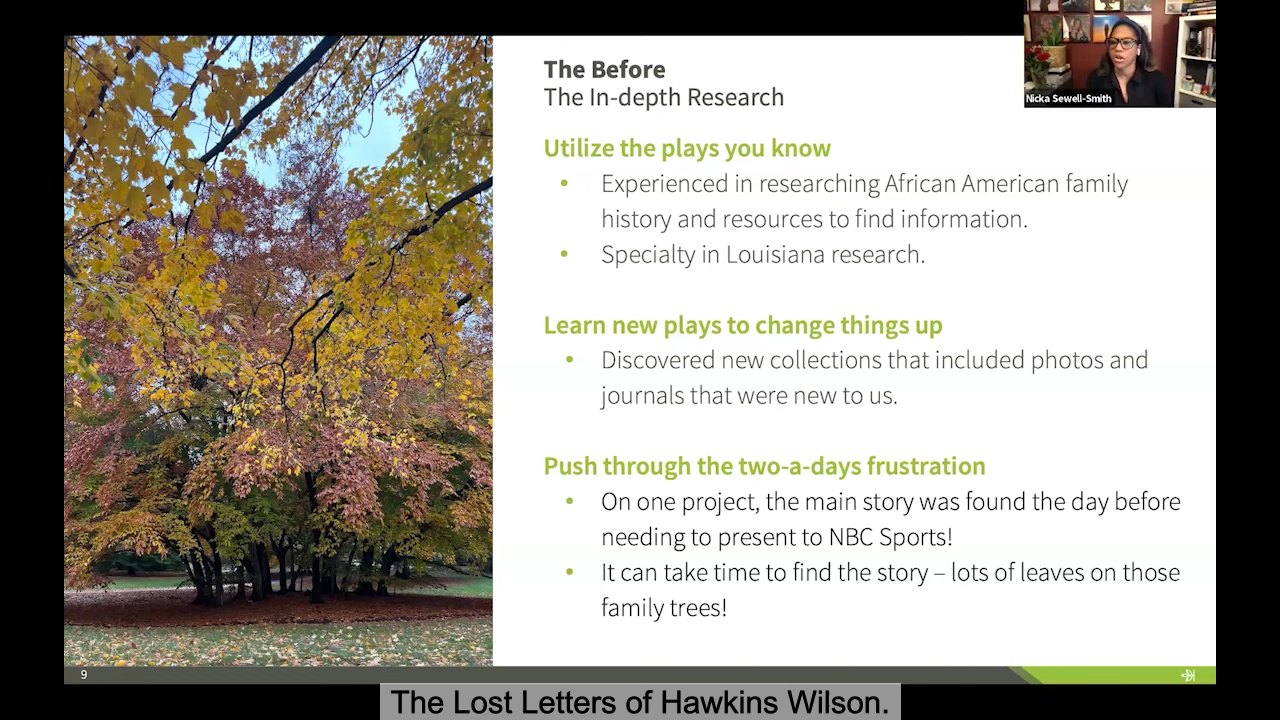 The Before
The In-depth Research
Nicka Sewell-Smith
Utilize the plays you know
• Experienced in researching African American family
history and resources to find information.
• Specialty in Louisiana research.
Learn new plays to change things up
• Discovered new collections that included photos and
journals that were new to us.
Push through the two-a-days frustration
• On one project, the main story was found the day before
needing to present to NBC Sports!
• It can take time to find the story – lots of leaves on those
family trees!
9
The Lost Letters of Hawkins Wilson.